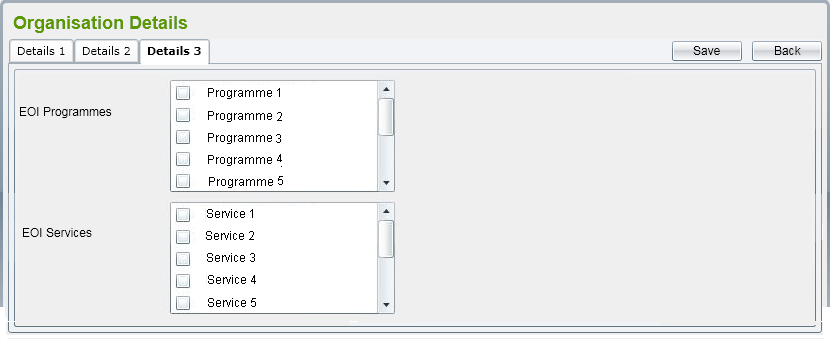 Organisation Details
Details 1 Details 2 Details 3 Save Back
EOI Programmes
Programme 1
Programme 2
Programme 3
Programme 4
Programme 5
EOI Services
Service 1
Service 2
Service 3
Service 4
Service 5